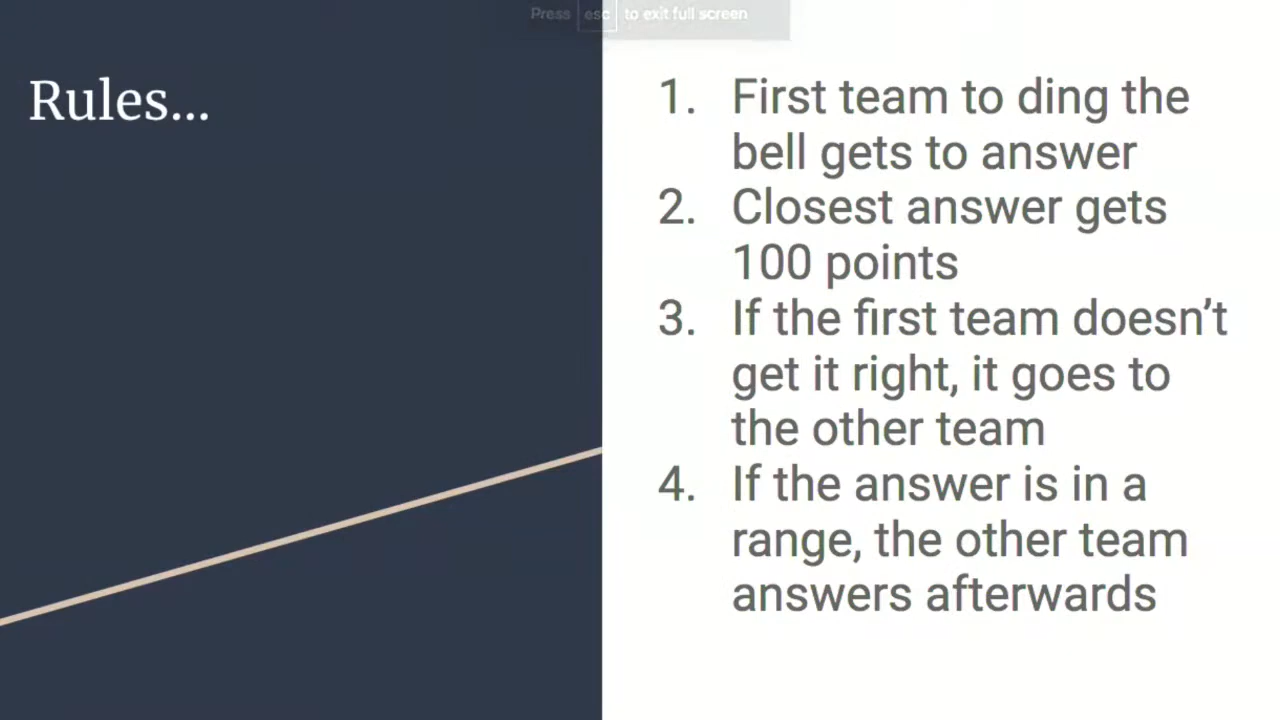 Press esc to exit full screen
Rules...
1. First team to ding the
bell gets to answer
2. Closest answer gets
100 points
3. If the first team doesn’t
get it right, it goes to
the other team
4. If the answer is in a
range, the other team
answers afterwards